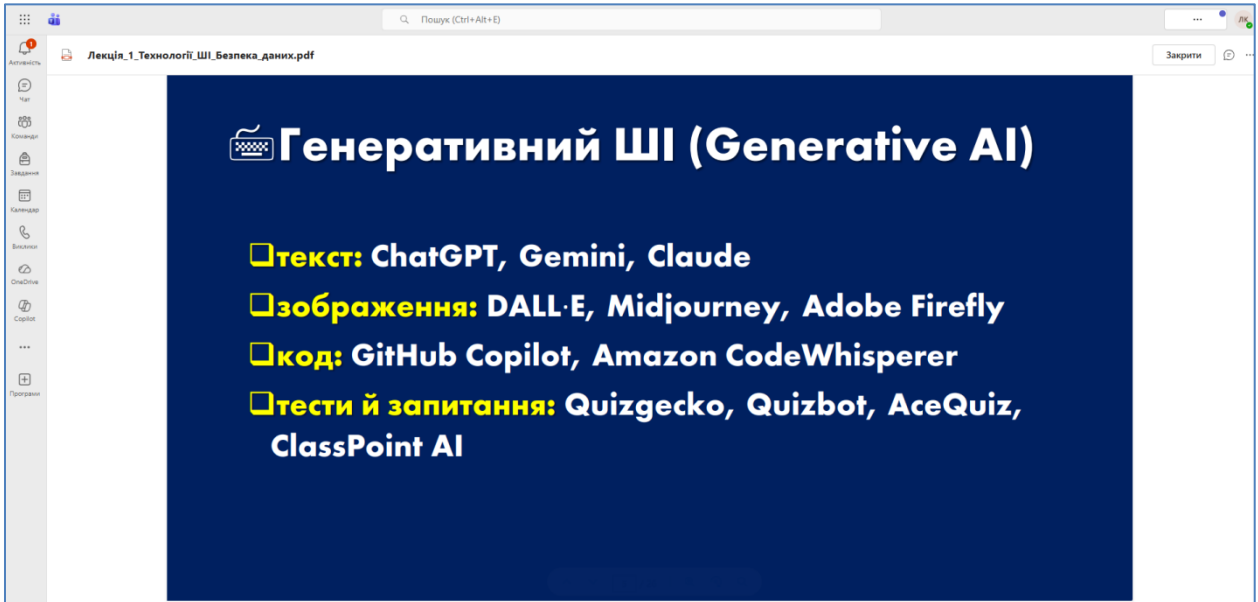 Пошук (Ctrl+Alt+E)
ЛК
1
Активність
Лекція_1_Технології_ШІ_Безпека_даних.pdf
Закрити
Чат
Команди
Завдання
Календар
Виклики
OneDrive
Copilot
Програми
Генеративний ШІ (Generative AI)
текст: ChatGPT, Gemini, Claude
зображення: DALL·E, Midjourney, Adobe Firefly
код: GitHub Copilot, Amazon CodeWhisperer
тести й запитання: Quizgecko, Quizbot, AceQuiz,
ClassPoint AI